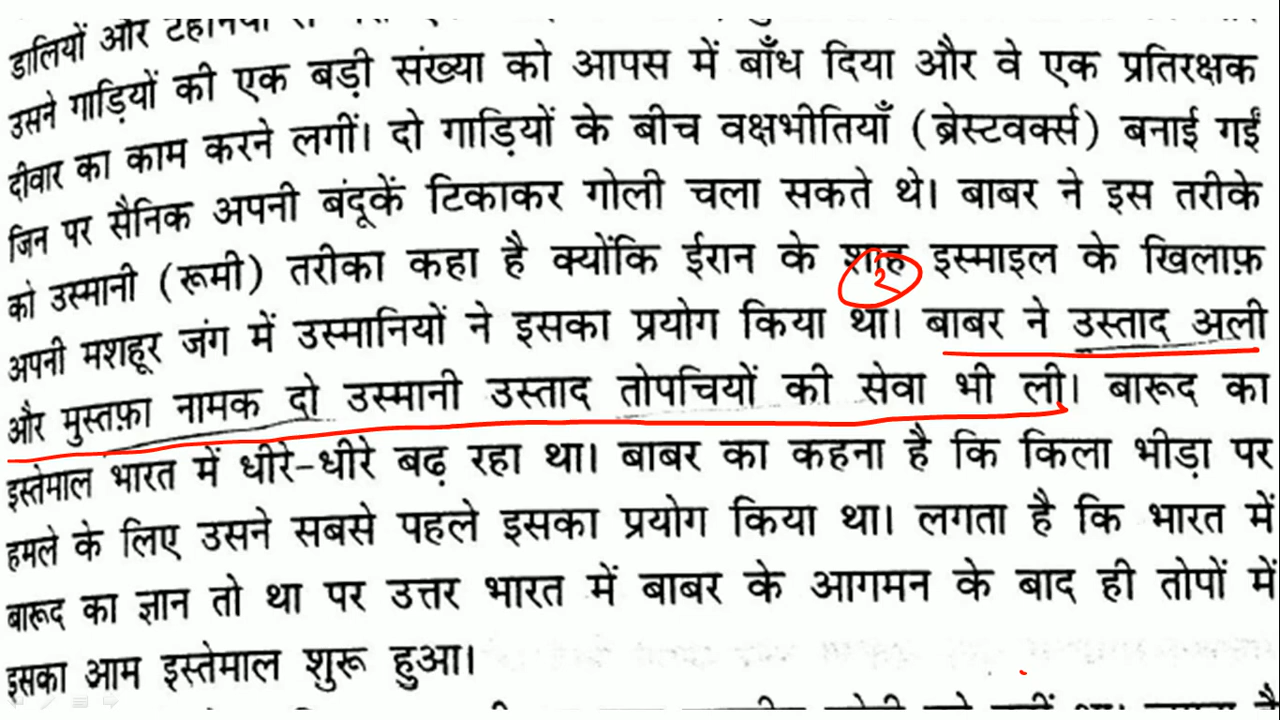 डालियों और टहनियों
उसने गाड़ियों की एक बड़ी संख्या को आपस में बाँध दिया और वे एक प्रतिरक्षक
दीवार का काम करने लगीं। दो गाड़ियों के बीच वक्षभीतियाँ (ब्रेस्टवर्क्स) बनाई गईं
जिन पर सैनिक अपनी बंदूकें टिकाकर गोली चला सकते थे। बाबर ने इस तरीके
को उस्मानी (रूमी) तरीका कहा है क्योंकि ईरान के शाह इस्माइल के खिलाफ़
2
अपनी मशहूर जंग में उस्मानियों ने इसका प्रयोग किया था। बाबर ने उस्ताद अली
और मुस्तफ़ा नामक दो उस्मानी उस्ताद तोपचियों की सेवा भी ली। बारूद का
इस्तेमाल भारत में धीरे-धीरे बढ़ रहा था। बाबर का कहना है कि किला भीड़ा पर
हमले के लिए उसने सबसे पहले इसका प्रयोग किया था। लगता है कि भारत में
बारूद का ज्ञान तो था पर उत्तर भारत में बाबर के आगमन के बाद ही तोपों में
इसका आम इस्तेमाल शुरू हुआ।